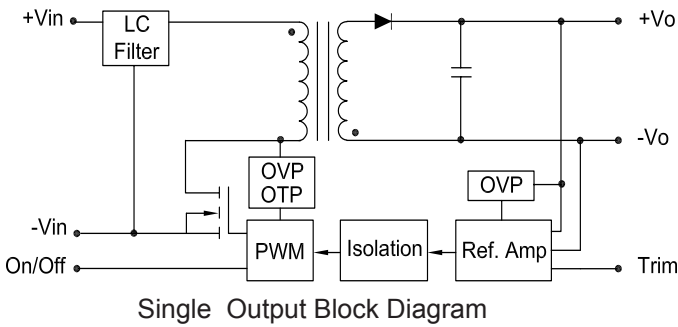 +Vin
LC
Filter
+Vo
-Vo
OVP
OTP
OVP
-Vin
PWM
Isolation
Ref. Amp
On/Off
Trim
Single Output Block Diagram